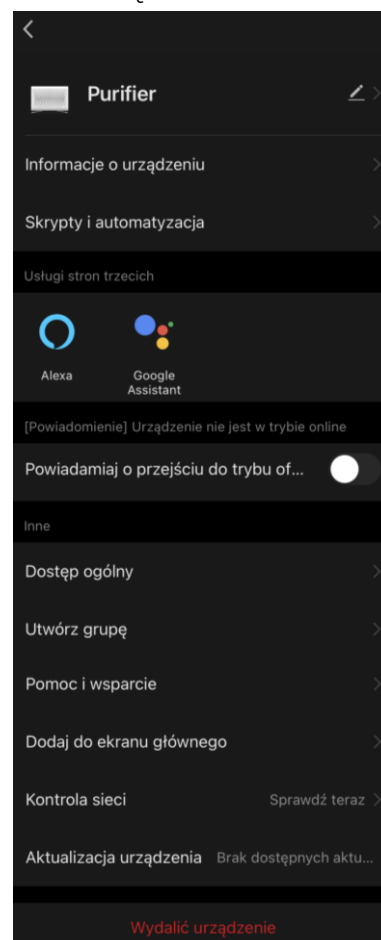 Purifier
Informacje o urządzeniu
Skrypty i automatyzacja
Usługi stron trzecich
Alexa
Google
Assistant
[Powiadomienie] Urządzenie nie jest w trybie online
Powiadamiaj o przejściu do trybu of...
Inne
Dostęp ogólny
Utwórz grupę
Pomoc i wsparcie
Dodaj do ekranu głównego
Kontrola sieci Sprawdź teraz
Aktualizacja urządzenia Brak dostępnych aktu...
Wydalić urządzenie